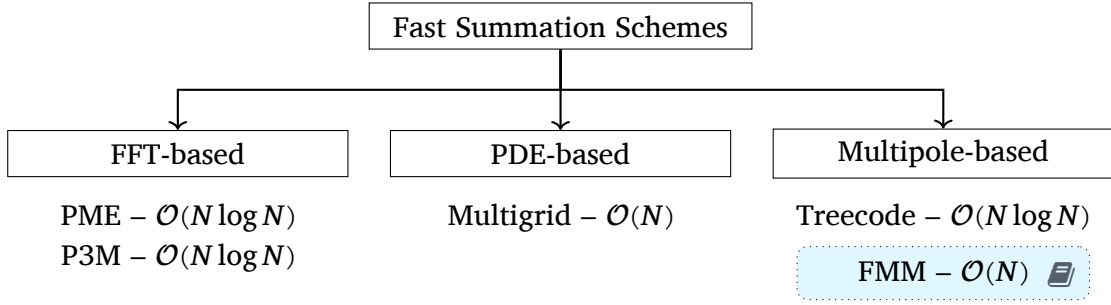 Fast Summation Schemes
FFT-based
PDE-based
Multipole-based
PME – 𝒪(N log N)
P3M – 𝒪(N log N)
Multigrid – 𝒪(N)
Treecode – 𝒪(N log N)
FMM – 𝒪(N)